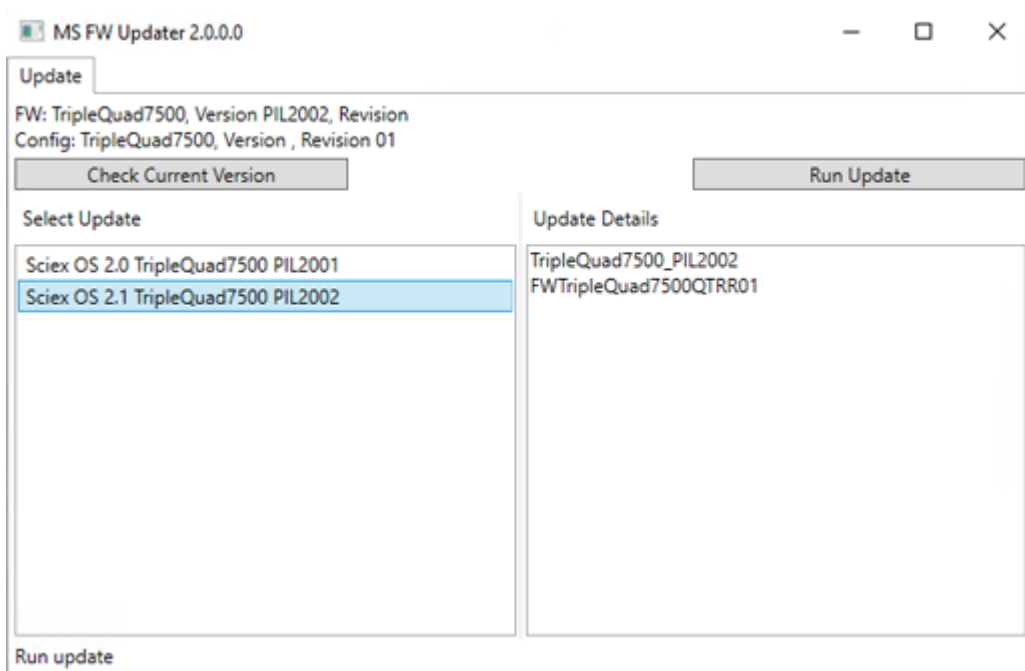 MS FW Updater 2.0.0.0
Update
FW: TripleQuad7500, Version PIL2002, Revision
Config: TripleQuad7500, Version , Revision 01
Check Current Version
Run Update
Select Update
Sciex OS 2.0 TripleQuad7500 PIL2001
Sciex OS 2.1 TripleQuad7500 PIL2002
Update Details
TripleQuad7500_PIL2002
FWTripleQuad7500QTRR01
Run update